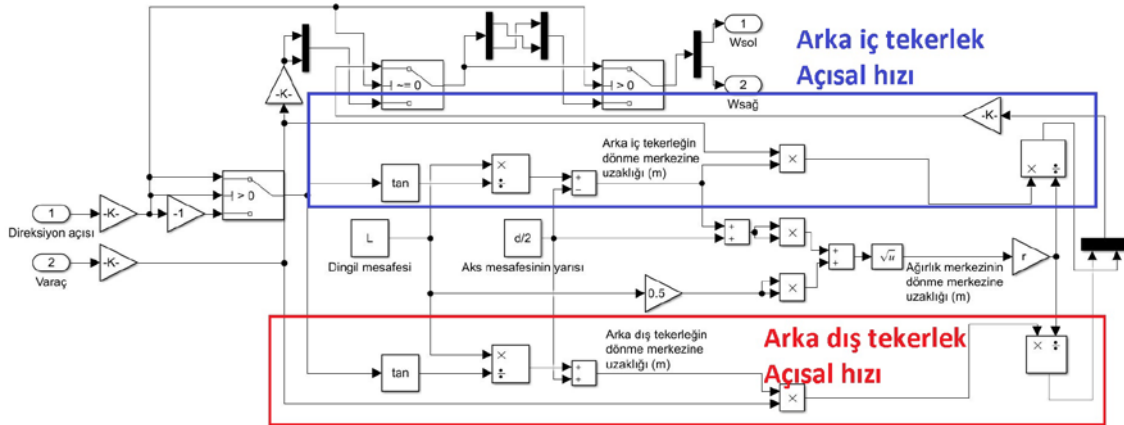 1
Wsol
2
Wsağ
Arka iç tekerlek
Açısal hızı
-K-
~= 0
> 0
-K-
Arka iç tekerleğin
dönme merkezine
uzaklığı (m)
×
×
÷
+
−
tan
× ÷
> 0
1
Direksiyon açısı
-K-
-1
2
Varaç
-K-
L
Dingil mesafesi
d/2
Aks mesafesinin yarısı
+
+
×
+
+
√u
Ağırlık merkezinin
dönme merkezine
uzaklığı (m)
r
0.5
×
Arka dış tekerleğin
dönme merkezine
uzaklığı (m)
Arka dış tekerlek
Açısal hızı
tan
×
÷
+
+
×
× ÷